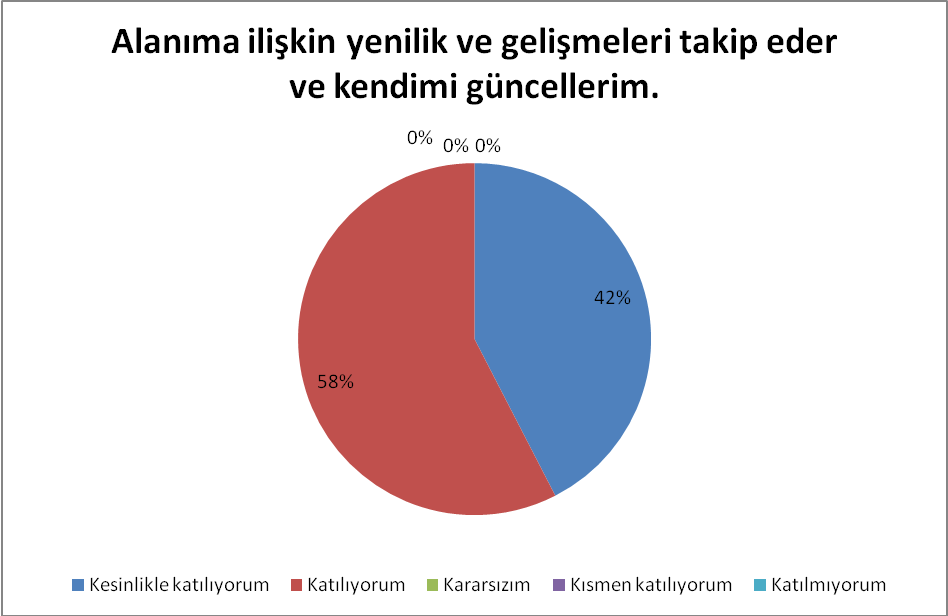 Alanıma ilişkin yenilik ve gelişmeleri takip eder
ve kendimi güncellerim.
0%
0% 0%
42%
58%
Kesinlikle katılıyorum Katılıyorum Kararsızım Kısmen katılıyorum Katılmıyorum